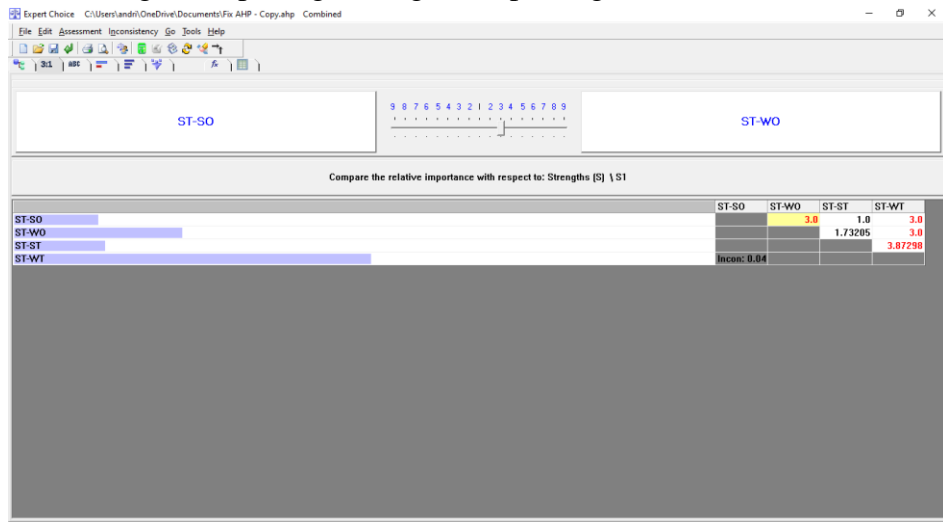 Expert Choice C:\Users\andri\OneDrive\Documents\Fix AHP - Copy.ahp Combined
File Edit Assessment Inconsistency Go Tools Help
3:1 ABC
9 8 7 6 5 4 3 2 1 2 3 4 5 6 7 8 9
ST-SO ST-WO
Compare the relative importance with respect to: Strengths (S) \ S1
ST-SO ST-WO ST-ST ST-WT
ST-SO 3.0 1.0 3.0
ST-WO 1.73205 3.0
ST-ST 3.87298
ST-WT Incon: 0.04